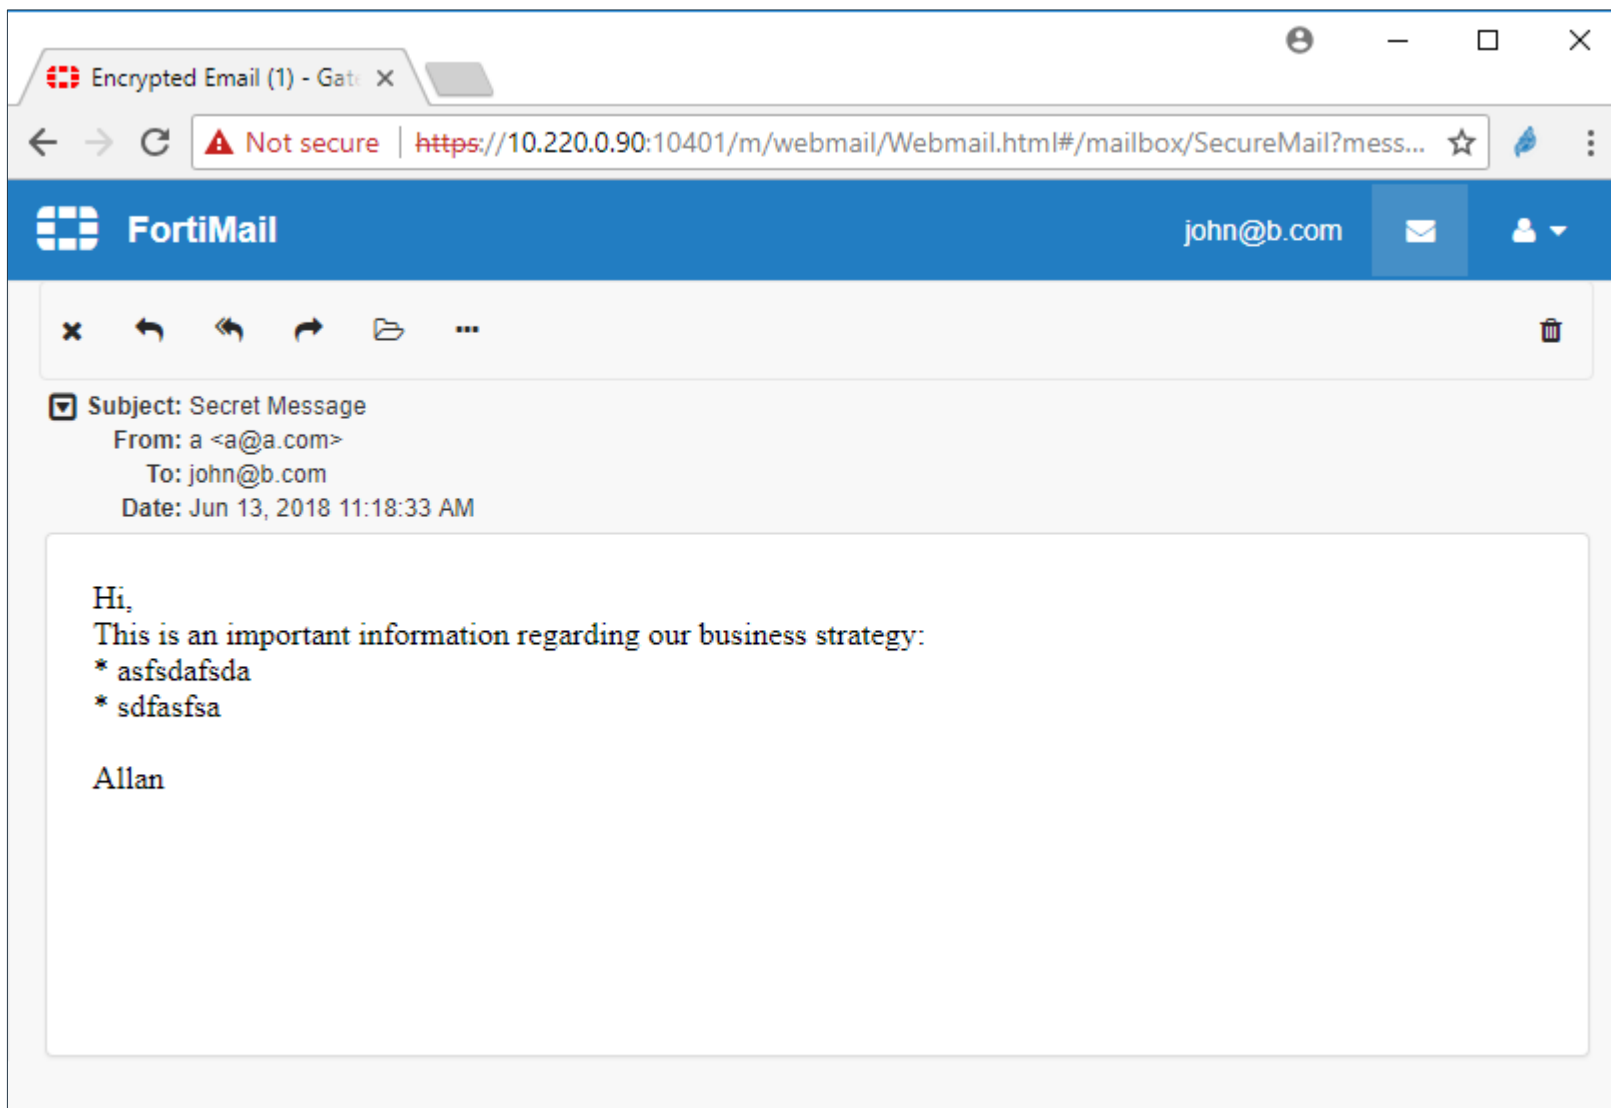 Encrypted Email (1) - Gat
Not secure | https://10.220.0.90:10401/m/webmail/Webmail.html#/mailbox/SecureMail?mess...
FortiMail john@b.com
Subject: Secret Message
From: a <a@a.com>
To: john@b.com
Date: Jun 13, 2018 11:18:33 AM
Hi,
This is an important information regarding our business strategy:
* asfsdafsda
* sdfasfsa
Allan